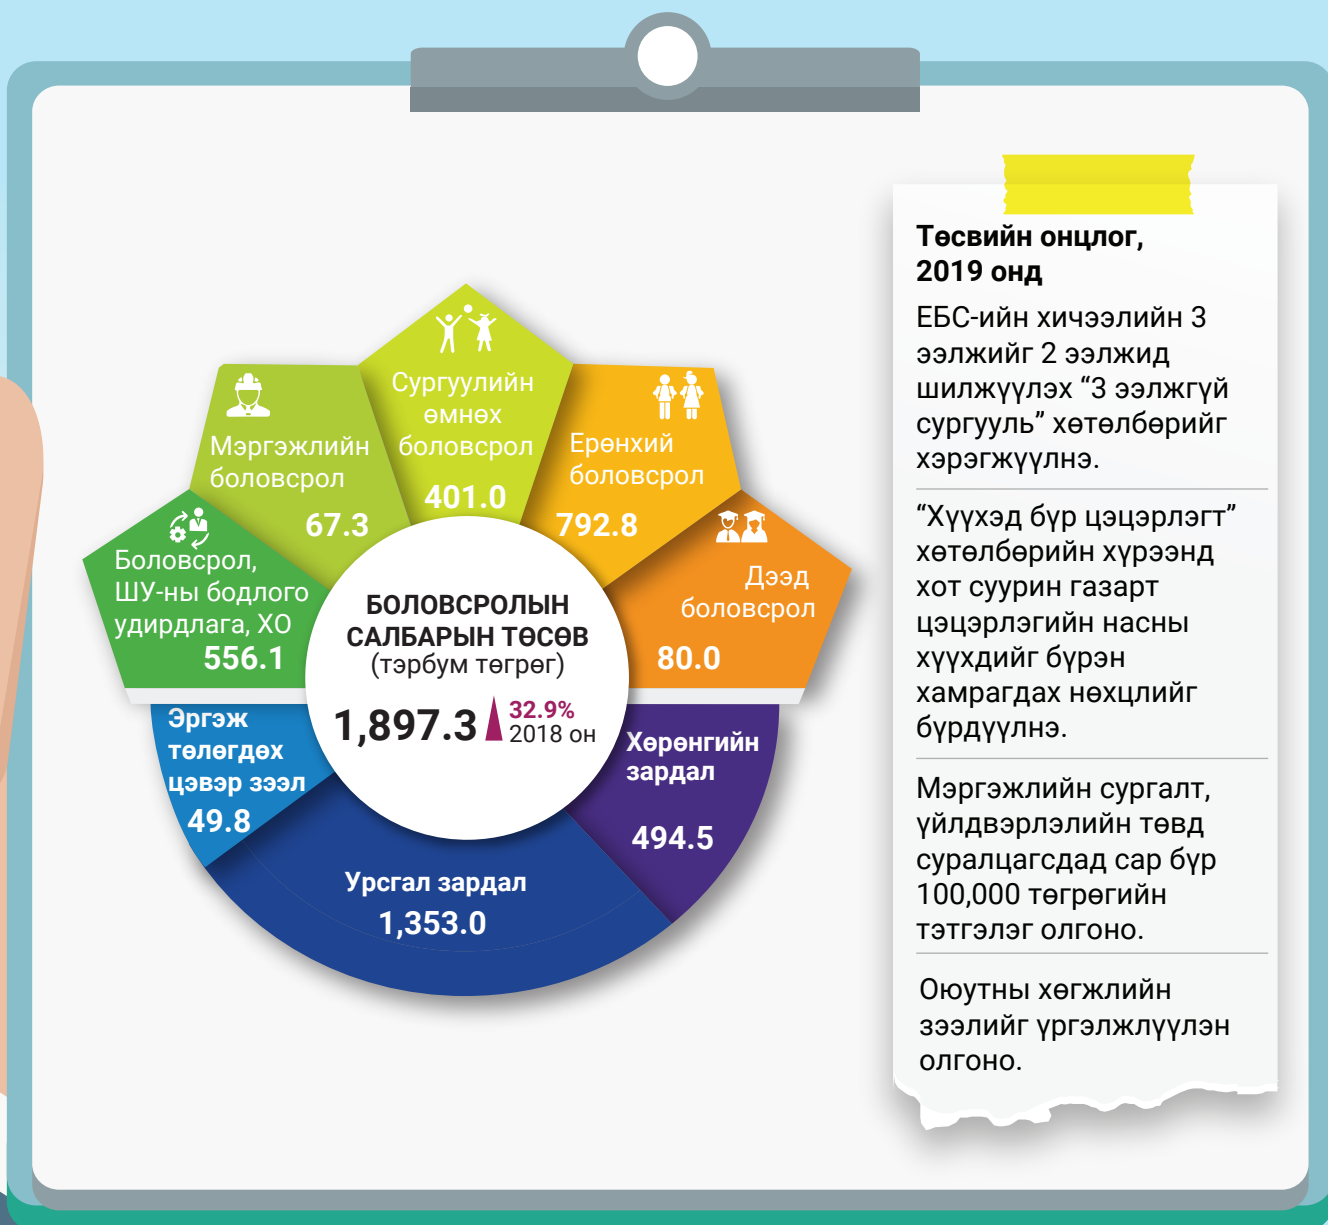 Сургуулийн
өмнөх
боловсрол
401.0
Мэргэжлийн
боловсрол
67.3
Ерөнхий
боловсрол
792.8
Боловсрол,
ШУ-ны бодлого
удирдлага, ХО
556.1
Дээд
боловсрол
80.0
БОЛОВСРОЛЫН
САЛБАРЫН ТӨСӨВ
(тэрбум төгрөг)
1,897.3
32.9%
2018 он
Эргэж
төлөгдөх
цэвэр зээл
49.8
Урсгал зардал
1,353.0
Хөрөнгийн
зардал
494.5
Төсвийн онцлог,
2019 онд
ЕБС-ийн хичээлийн 3
ээлжийг 2 ээлжид
шилжүүлэх “3 ээлжгүй
сургууль” хөтөлбөрийг
хэрэгжүүлнэ.
“Хүүхэд бүр цэцэрлэгт”
хөтөлбөрийн хүрээнд
хот суурин газарт
цэцэрлэгийн насны
хүүхдийг бүрэн
хамрагдах нөхцлийг
бүрдүүлнэ.
Мэргэжлийн сургалт,
үйлдвэрлэлийн төвд
суралцагсдад сар бүр
100,000 төгрөгийн
тэтгэлэг олгоно.
Оюутны хөгжлийн
зээлийг үргэлжлүүлэн
олгоно.